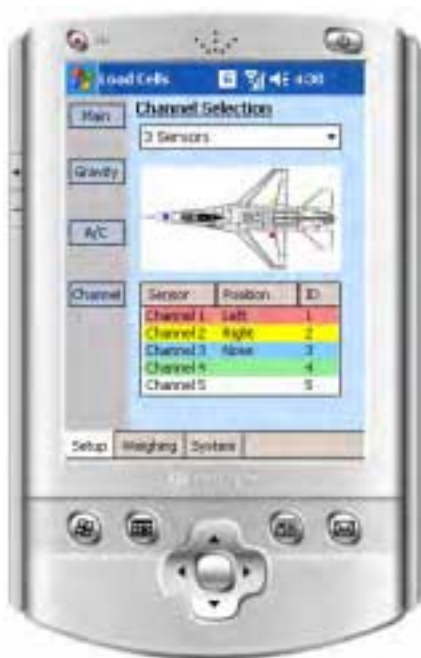 Load Cells 4:00
Main
Channel Selection
3 Sensors
Gravity
A/C
Channel
Sensor Position ID
Channel 1 Left 1
Channel 2 Right 2
Channel 3 Nose 3
Channel 4 4
Channel 5 5
Setup Weighing System